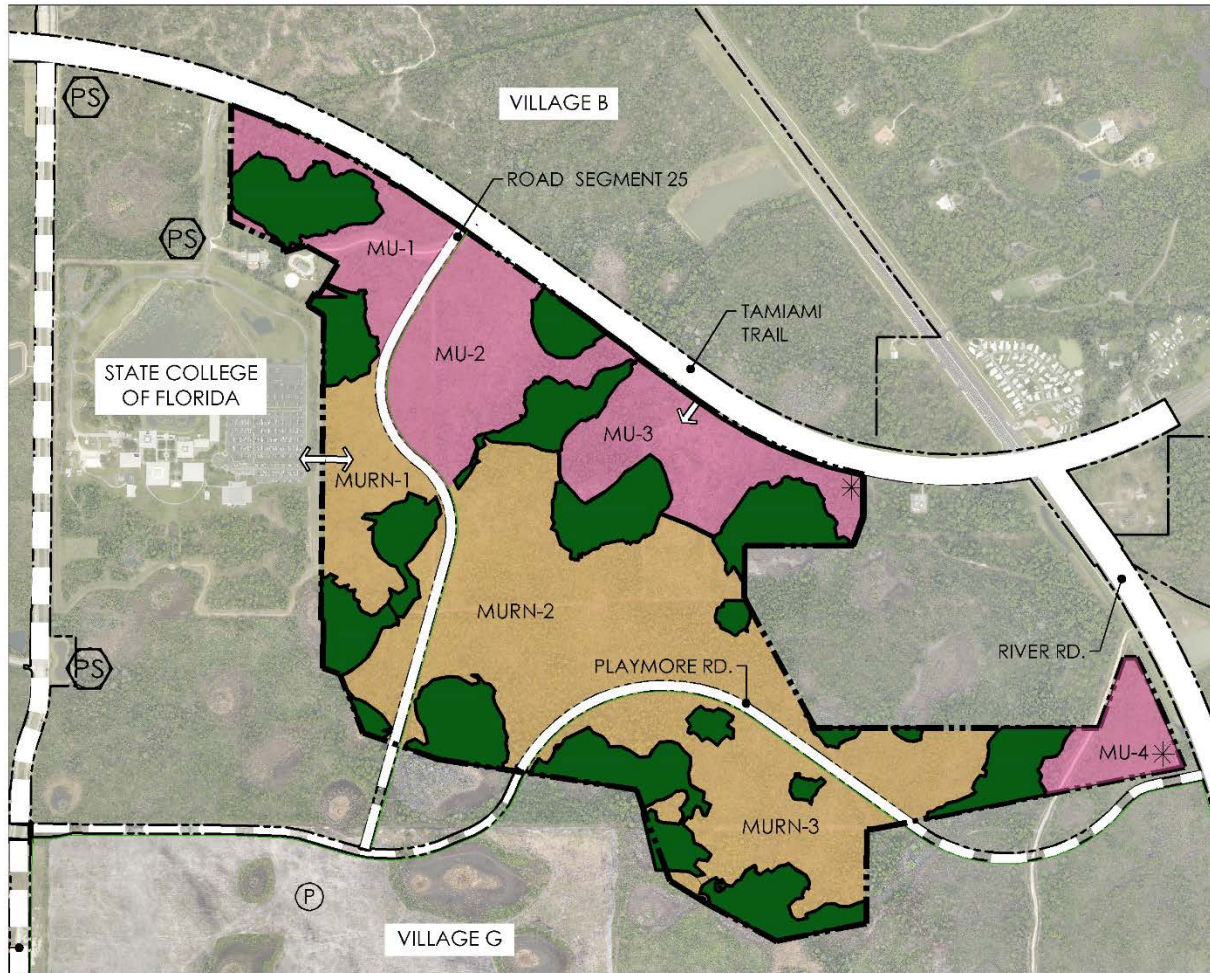 PS
VILLAGE B
ROAD SEGMENT 25
PS
MU-1
TAMIAMI
TRAIL
MU-2
STATE COLLEGE
OF FLORIDA
MU-3
MURN-1
MURN-2
RIVER RD.
PS
PLAYMORE RD.
MU-4
MURN-3
P
VILLAGE G